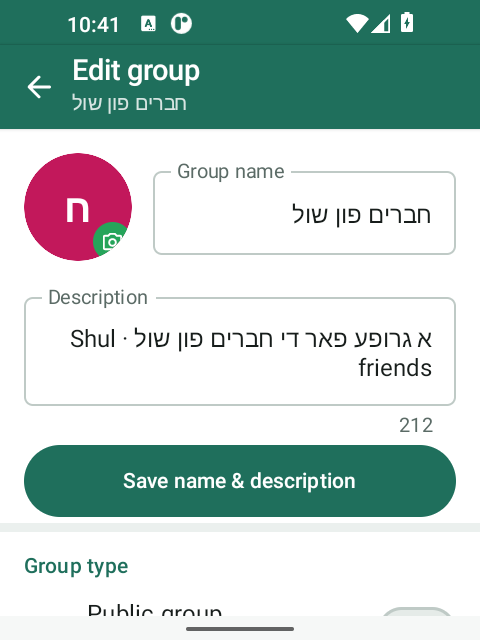 10:41
Edit group
חברים פון שול
ח
Group name
חברים פון שול
Description
א גרופע פאר די חברים פון שול · Shul
friends
212
Save name & description
Group type
Public group